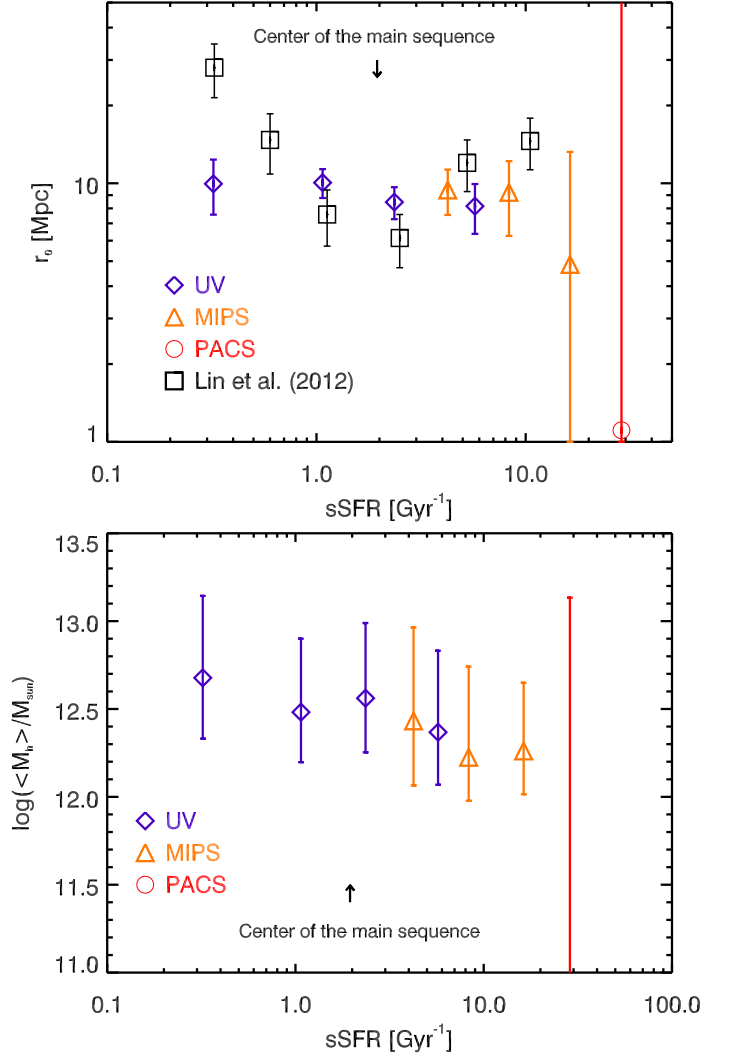 Center of the main sequence
10
1
r₀ [Mpc]
UV
MIPS
PACS
Lin et al. (2012)
0.1 1.0 10.0
sSFR [Gyr⁻¹]
13.5
13.0
12.5
12.0
11.5
11.0
log(<Mₕ>/Mₛᵤₙ)
UV
MIPS
PACS
Center of the main sequence
0.1 1.0 10.0 100.0
sSFR [Gyr⁻¹]